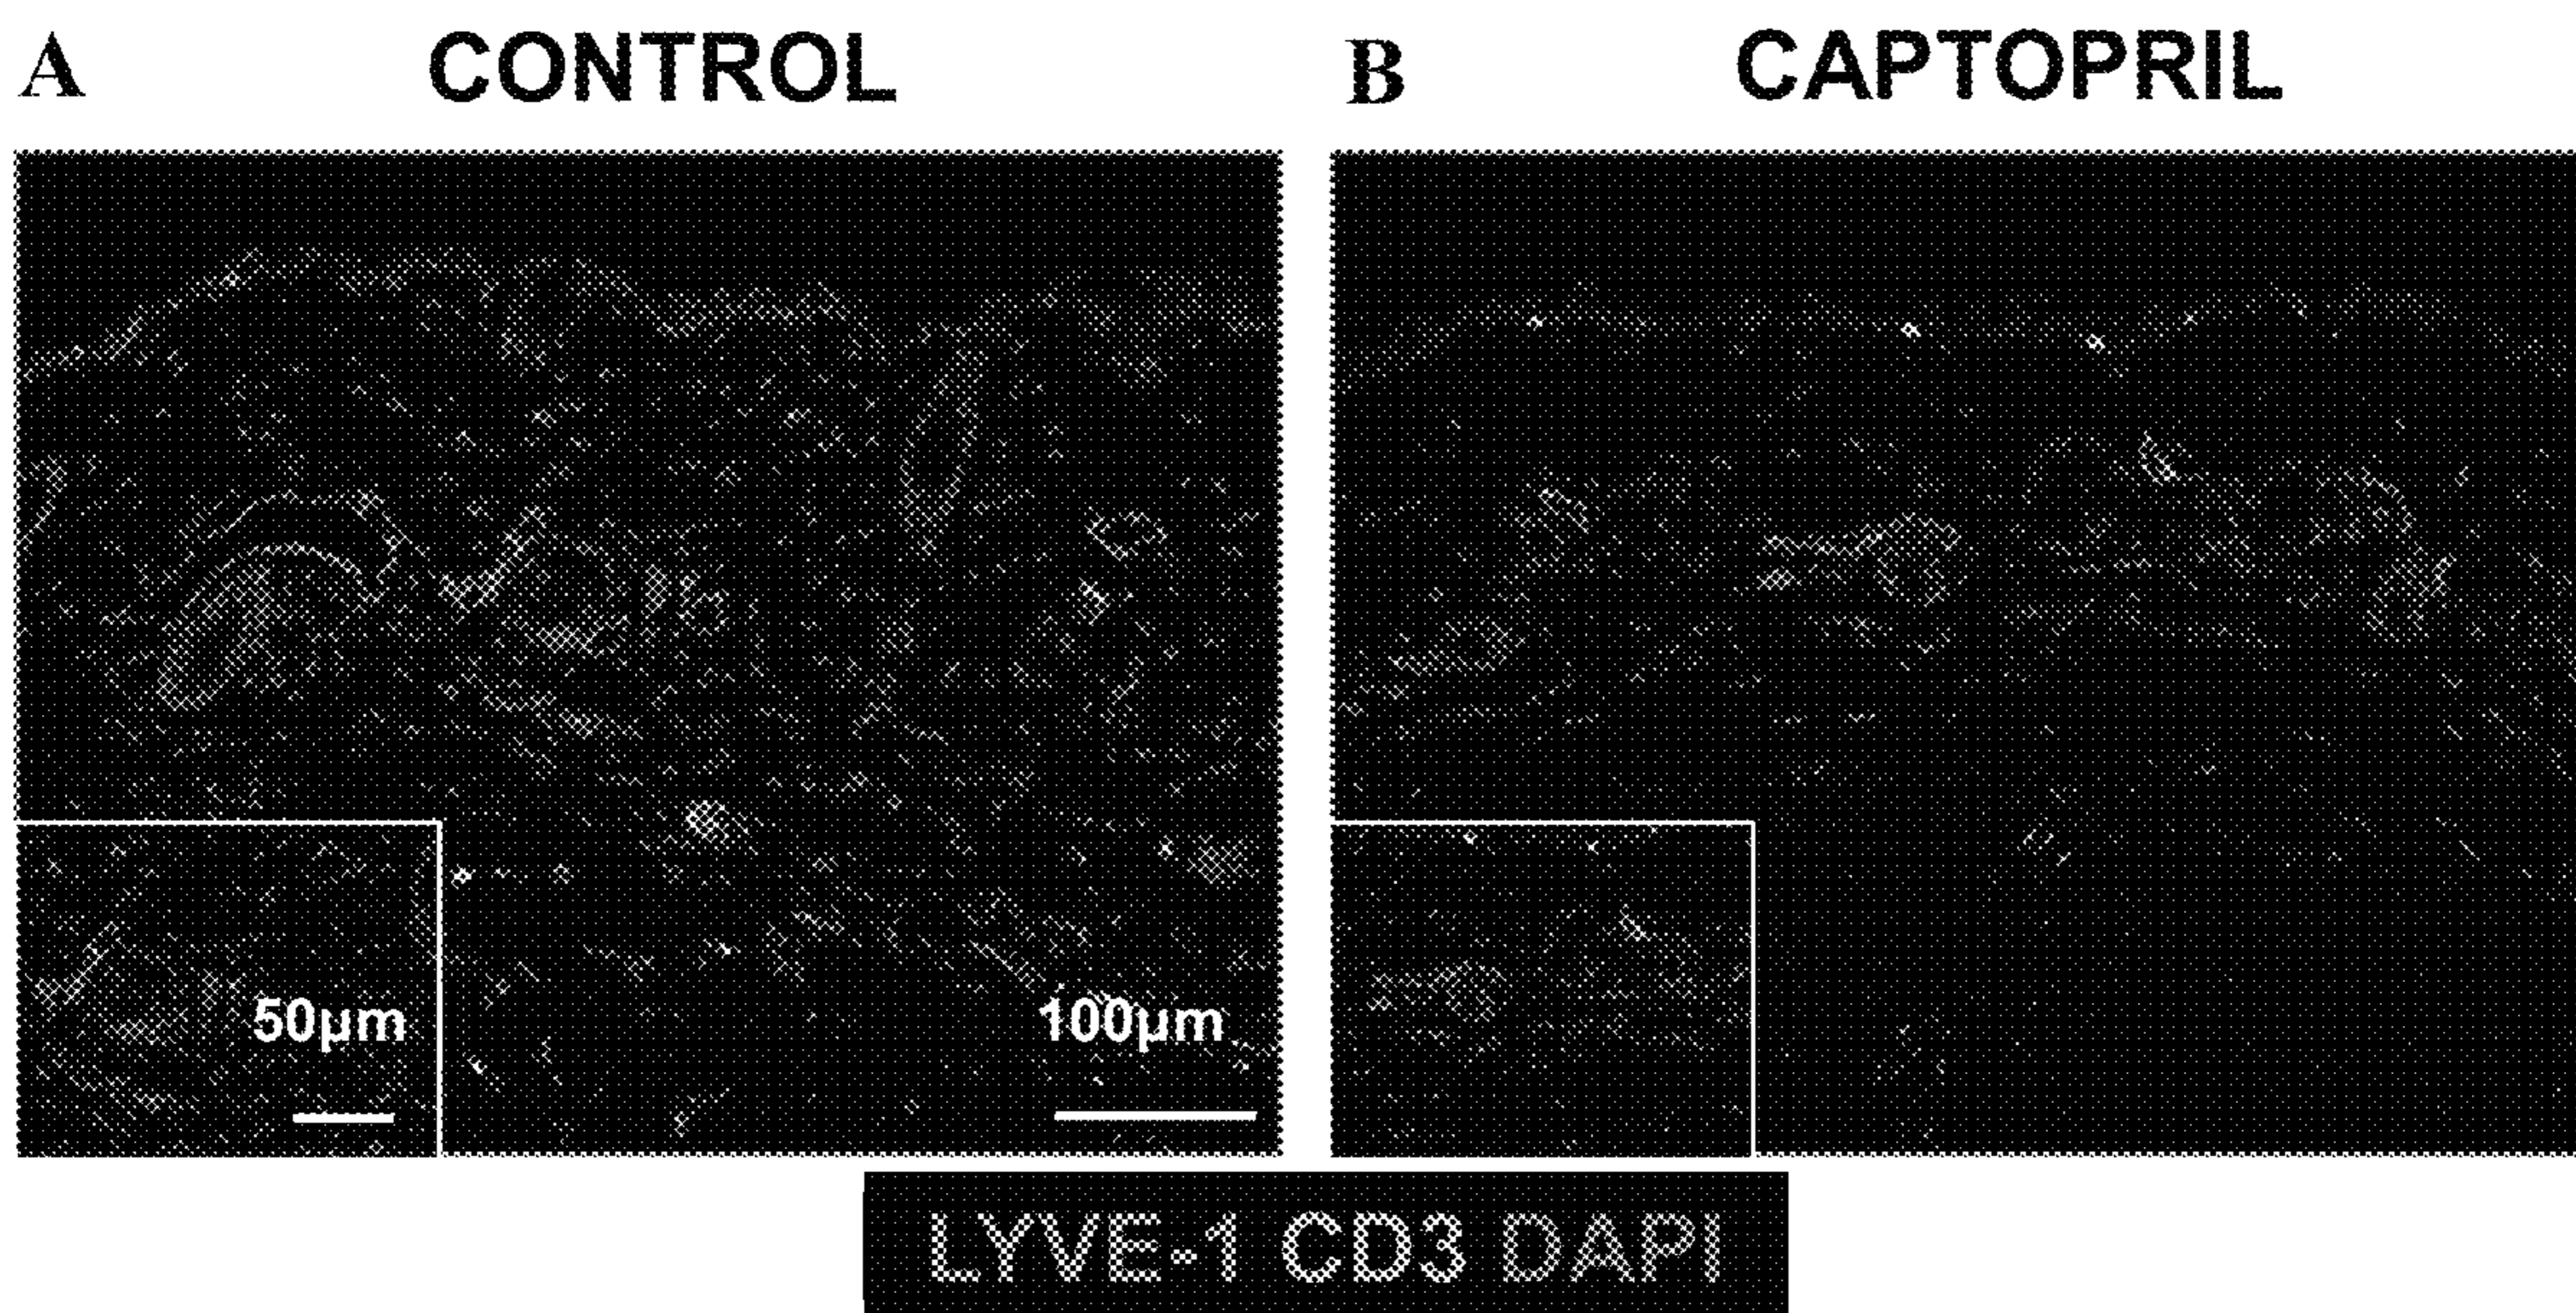 A CONTROL
B CAPTOPRIL
50µm
100µm
LYVE-1 CD3 DAPI